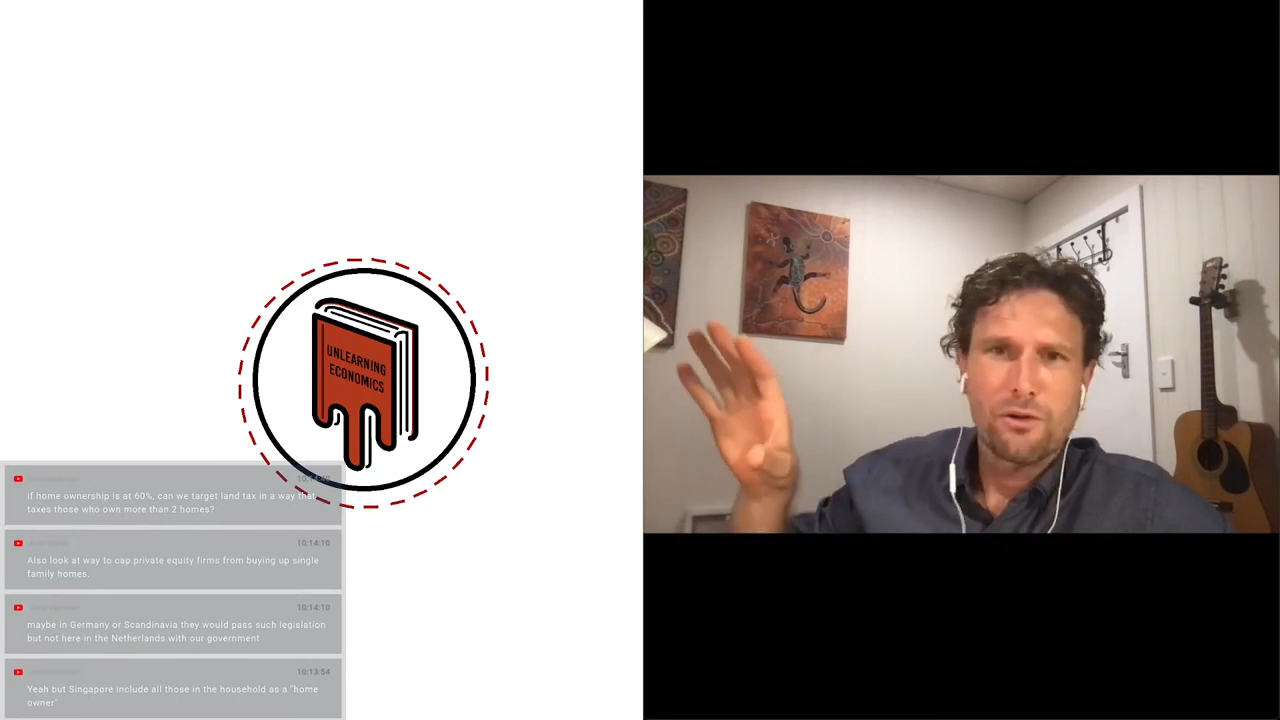 UNLEARNING
ECONOMICS
if home ownership is at 60%, can we target land tax in a way that
taxes those who own more than 2 homes?
10:14:10
Also look at way to cap private equity firms from buying up single
family homes.
10:14:10
maybe in Germany or Scandinavia they would pass such legislation
but not here in the Netherlands with our government
10:13:54
Yeah but Singapore include all those in the household as a "home
owner"